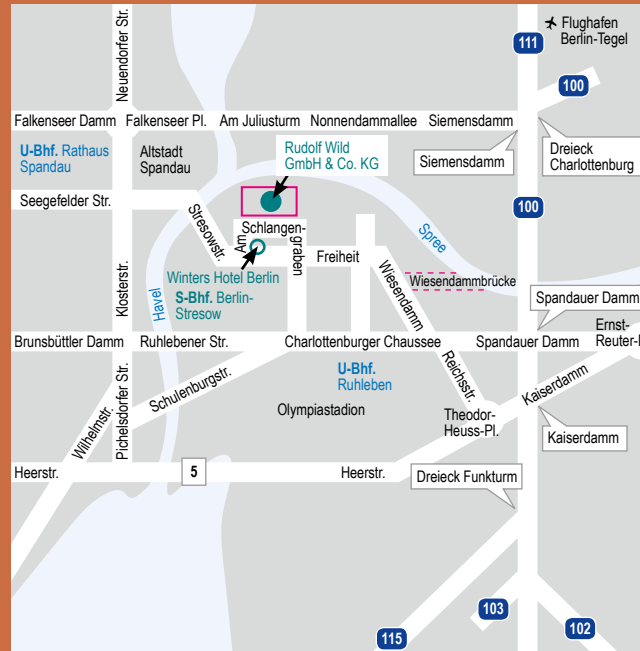 Neuendorfer Str.
Flughafen
Berlin-Tegel
111
100
Falkenseer Damm
Falkenseer Pl.
Am Juliusturm
Nonnendammallee
Siemensdamm
U-Bhf. Rathaus
Spandau
Altstadt
Spandau
Rudolf Wild
GmbH & Co. KG
Siemensdamm
Dreieck
Charlottenburg
Seegefelder Str.
100
Stresowstr.
Am
Schlangen-
graben
Freiheit
Spree
Winters Hotel Berlin
S-Bhf. Berlin-
Stresow
Wiesendamm
Wiesendammbrücke
Klosterstr.
Havel
Spandauer Damm
Ernst-
Reuter-
Brunsbüttler Damm
Ruhlebener Str.
Charlottenburger Chaussee
Spandauer Damm
U-Bhf.
Ruhleben
Reichsstr.
Kaiserdamm
Schulenburgstr.
Pichelsdorfer Str.
Wilhelmstr.
Olympiastadion
Theodor-
Heuss-Pl.
Kaiserdamm
Heerstr.
5
Heerstr.
Dreieck Funkturm
103
115
102